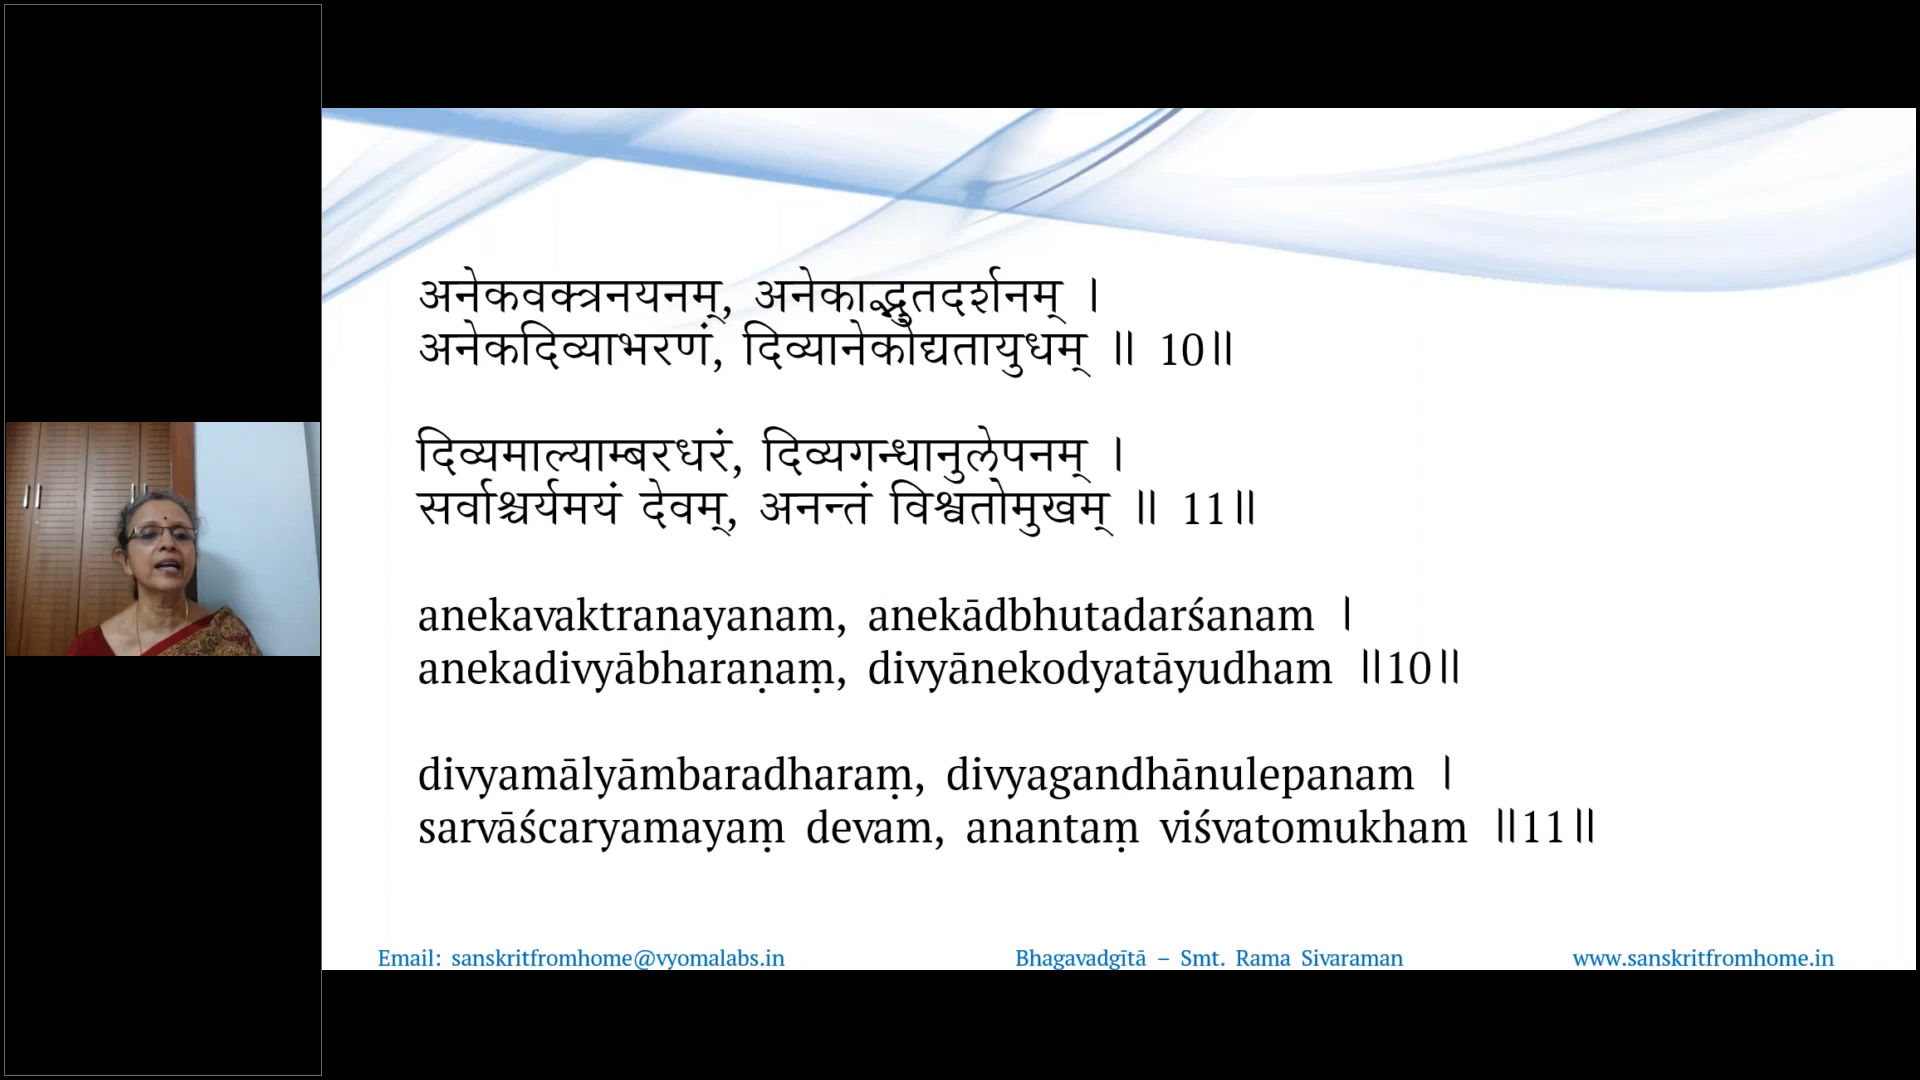 अनेकवक्त्रनयनम्, अनेकाद्भुतदर्शनम् ।
अनेकदिव्याभरणं, दिव्यानेकोद्यतायुधम् ॥ 10॥
दिव्यमाल्याम्बरधरं, दिव्यगन्धानुलेपनम् ।
सर्वाश्चर्यमयं देवम्, अनन्तं विश्वतोमुखम् ॥ 11॥
anekavaktranayanam, anekādbhutadarśanam ।
anekadivyābharaṇaṃ, divyānekodyatāyudham ॥10॥
divyamālyāmbaradharaṃ, divyagandhānulepanam ।
sarvāścaryamayaṃ devam, anantaṃ viśvatomukham ॥11॥
Email: sanskritfromhome@vyomalabs.in Bhagavadgītā – Smt. Rama Sivaraman www.sanskritfromhome.in